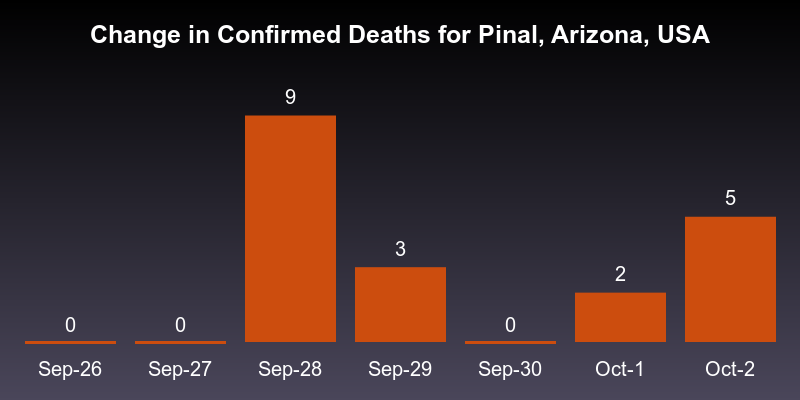 Change in Confirmed Deaths for Pinal, Arizona, USA
9
5
3
2
0
0
0
Sep-26
Sep-27
Sep-28
Sep-29
Sep-30
Oct-1
Oct-2